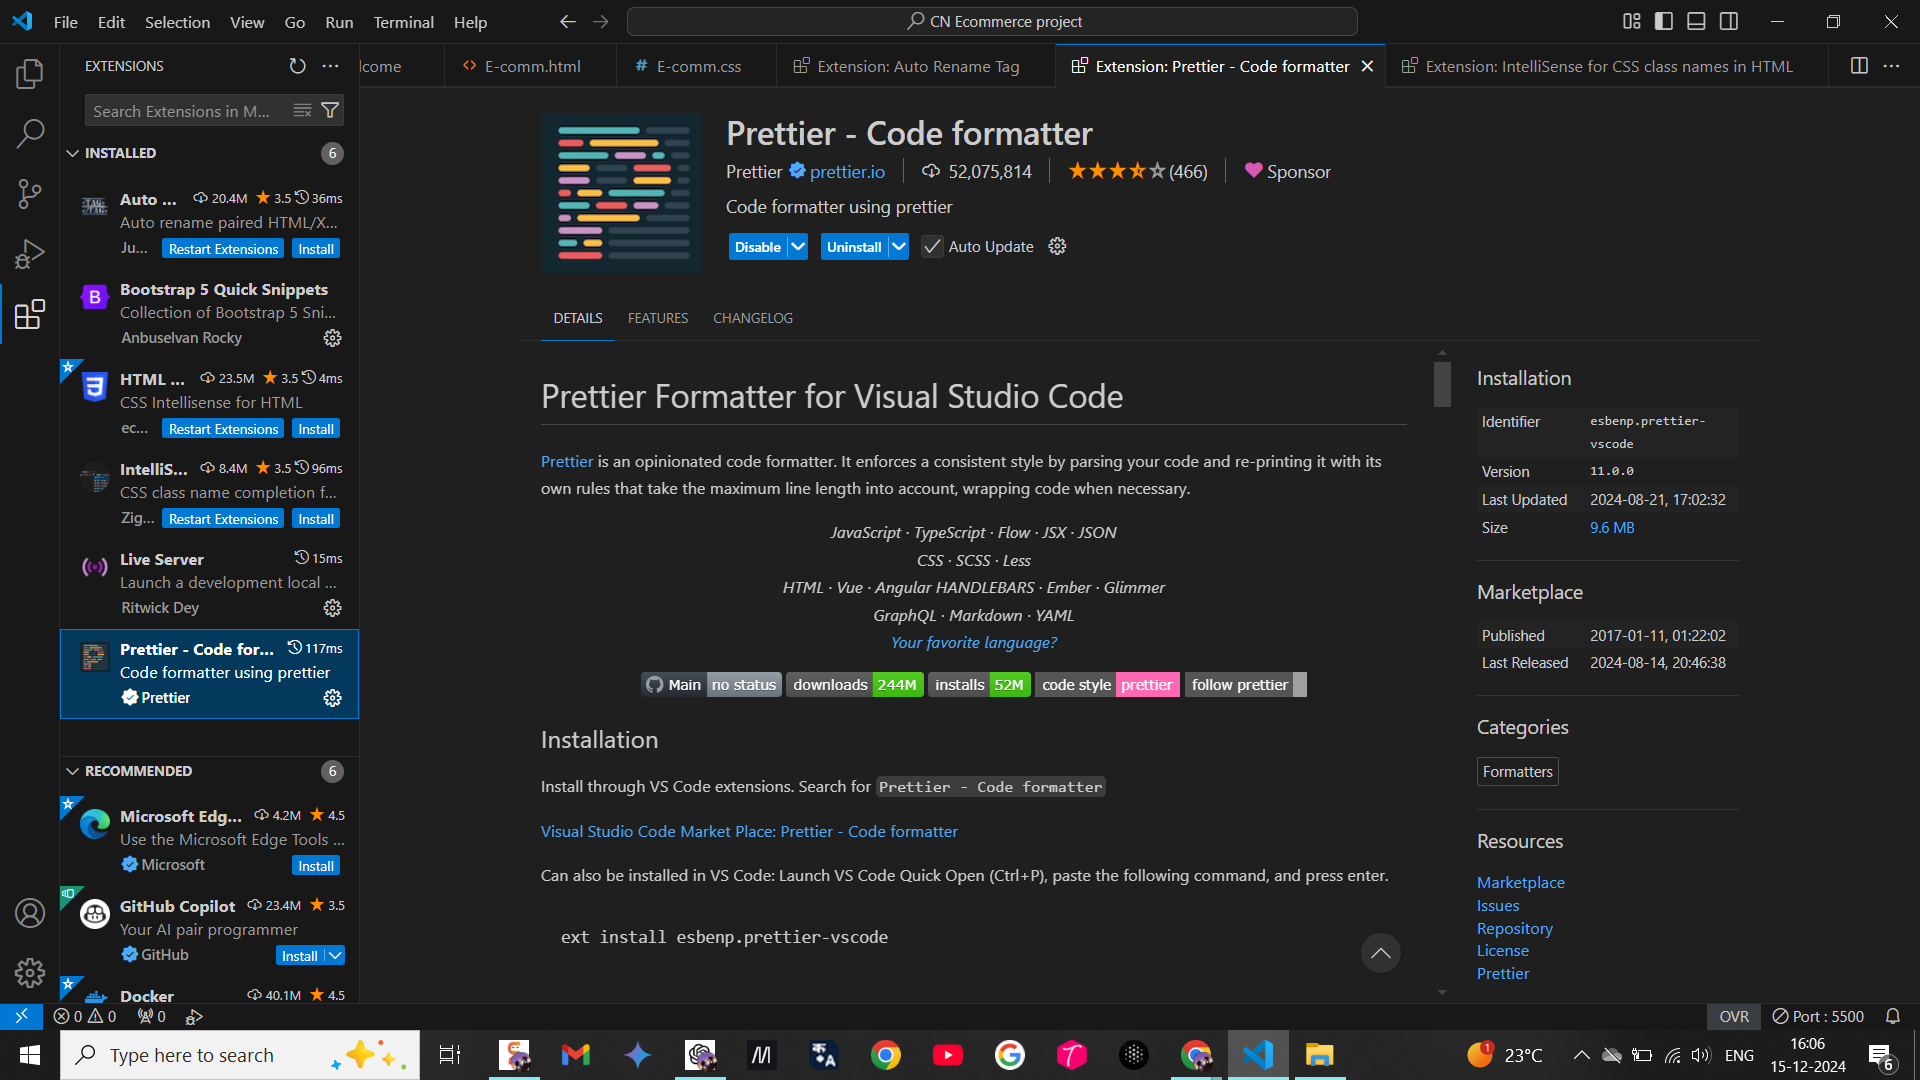 File Edit Selection View Go Run Terminal Help
CN Ecommerce project
EXTENSIONS
lcome
E-comm.html
E-comm.css
Extension: Auto Rename Tag
Extension: Prettier - Code formatter
Extension: IntelliSense for CSS class names in HTML
Search Extensions in M...
INSTALLED 6
Auto ... 20.4M 3.5 36ms
Auto rename paired HTML/X...
Ju... Restart Extensions Install
Bootstrap 5 Quick Snippets
Collection of Bootstrap 5 Sni...
Anbuselvan Rocky
HTML ... 23.5M 3.5 4ms
CSS Intellisense for HTML
ec... Restart Extensions Install
IntelliS... 8.4M 3.5 96ms
CSS class name completion f...
Zig... Restart Extensions Install
Live Server 15ms
Launch a development local ...
Ritwick Dey
Prettier - Code for... 117ms
Code formatter using prettier
Prettier
RECOMMENDED 6
Microsoft Edg... 4.2M 4.5
Use the Microsoft Edge Tools ...
Microsoft Install
GitHub Copilot 23.4M 3.5
Your AI pair programmer
GitHub Install
Docker 40.1M 4.5
Prettier - Code formatter
Prettier prettier.io 52,075,814 (466) Sponsor
Code formatter using prettier
Disable Uninstall Auto Update
DETAILS FEATURES CHANGELOG
Prettier Formatter for Visual Studio Code
Prettier is an opinionated code formatter. It enforces a consistent style by parsing your code and re-printing it with its
own rules that take the maximum line length into account, wrapping code when necessary.
JavaScript · TypeScript · Flow · JSX · JSON
CSS · SCSS · Less
HTML · Vue · Angular HANDLEBARS · Ember · Glimmer
GraphQL · Markdown · YAML
Your favorite language?
Main no status downloads 244M installs 52M code style prettier follow prettier
Installation
Install through VS Code extensions. Search for Prettier - Code formatter
Visual Studio Code Market Place: Prettier - Code formatter
Can also be installed in VS Code: Launch VS Code Quick Open (Ctrl+P), paste the following command, and press enter.
ext install esbenp.prettier-vscode
Installation
Identifier esbenp.prettier-
vscode
Version 11.0.0
Last Updated 2024-08-21, 17:02:32
Size 9.6 MB
Marketplace
Published 2017-01-11, 01:22:02
Last Released 2024-08-14, 20:46:38
Categories
Formatters
Resources
Marketplace
Issues
Repository
License
Prettier
0 0 0
OVR Port : 5500
Type here to search
1 23°C ENG
16:06
15-12-2024
6